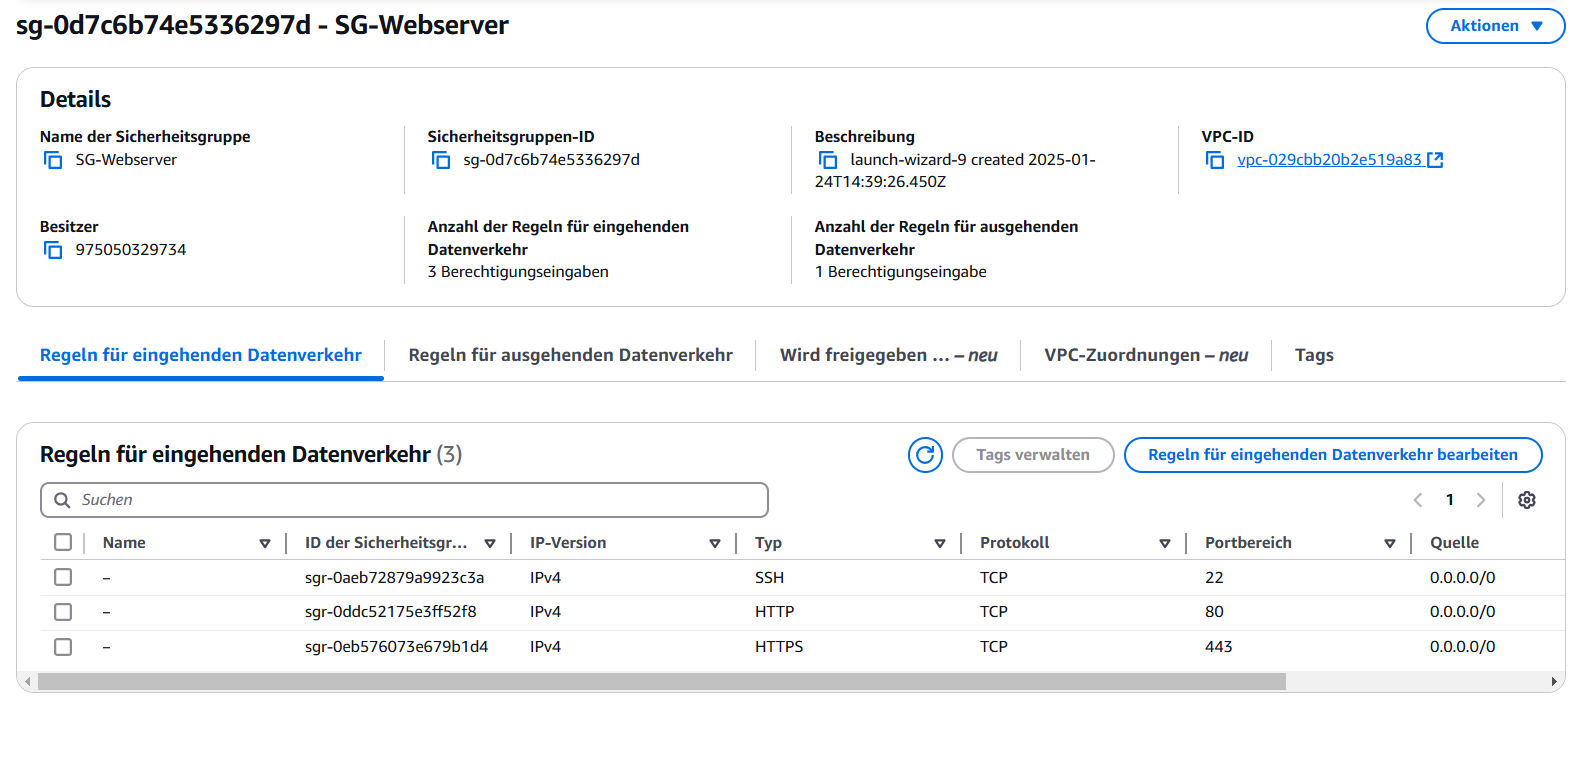 sg-0d7c6b74e5336297d - SG-Webserver
Aktionen
Details
Name der Sicherheitsgruppe
SG-Webserver
Sicherheitsgruppen-ID
sg-0d7c6b74e5336297d
Beschreibung
launch-wizard-9 created 2025-01-
24T14:39:26.450Z
VPC-ID
vpc-029cbb20b2e519a83
Besitzer
975050329734
Anzahl der Regeln für eingehenden
Datenverkehr
3 Berechtigungseingaben
Anzahl der Regeln für ausgehenden
Datenverkehr
1 Berechtigungseingabe
Regeln für eingehenden Datenverkehr
Regeln für ausgehenden Datenverkehr
Wird freigegeben ... – neu
VPC-Zuordnungen – neu
Tags
Regeln für eingehenden Datenverkehr (3)
Tags verwalten
Regeln für eingehenden Datenverkehr bearbeiten
Suchen
1
Name ID der Sicherheitsgr... IP-Version Typ Protokoll Portbereich Quelle
– sgr-0aeb72879a9923c3a IPv4 SSH TCP 22 0.0.0.0/0
– sgr-0ddc52175e3ff52f8 IPv4 HTTP TCP 80 0.0.0.0/0
– sgr-0eb576073e679b1d4 IPv4 HTTPS TCP 443 0.0.0.0/0